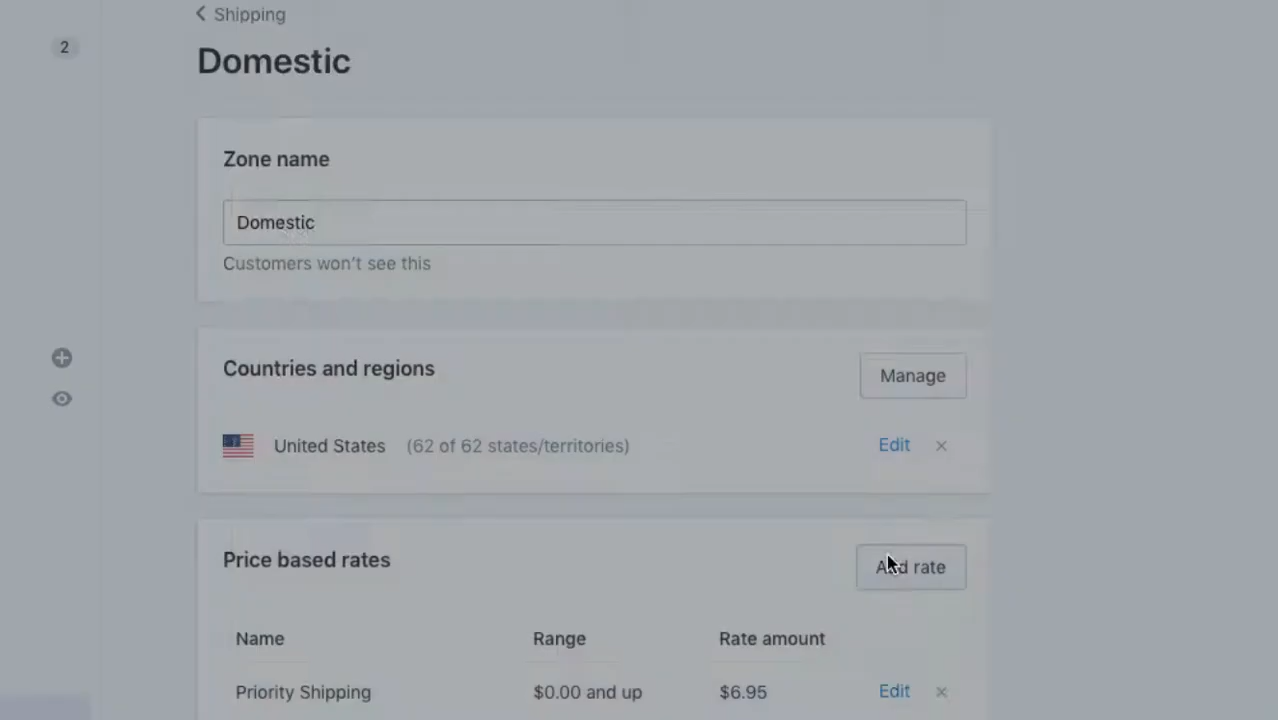 Shipping
2
Domestic
Zone name
Domestic
Customers won't see this
Countries and regions
Manage
United States (62 of 62 states/territories)
Edit ×
Price based rates
Add rate
Name Range Rate amount
Priority Shipping $0.00 and up $6.95 Edit ×